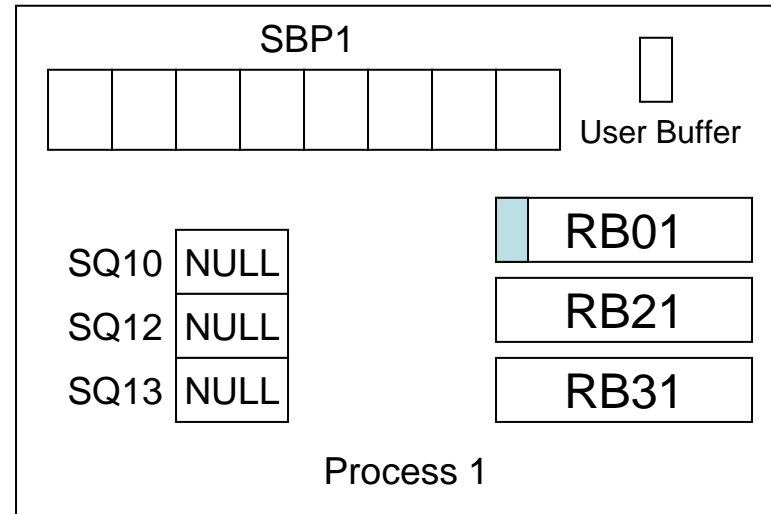 SBP1
User Buffer
SQ10 NULL
SQ12 NULL
SQ13 NULL
RB01
RB21
RB31
Process 1